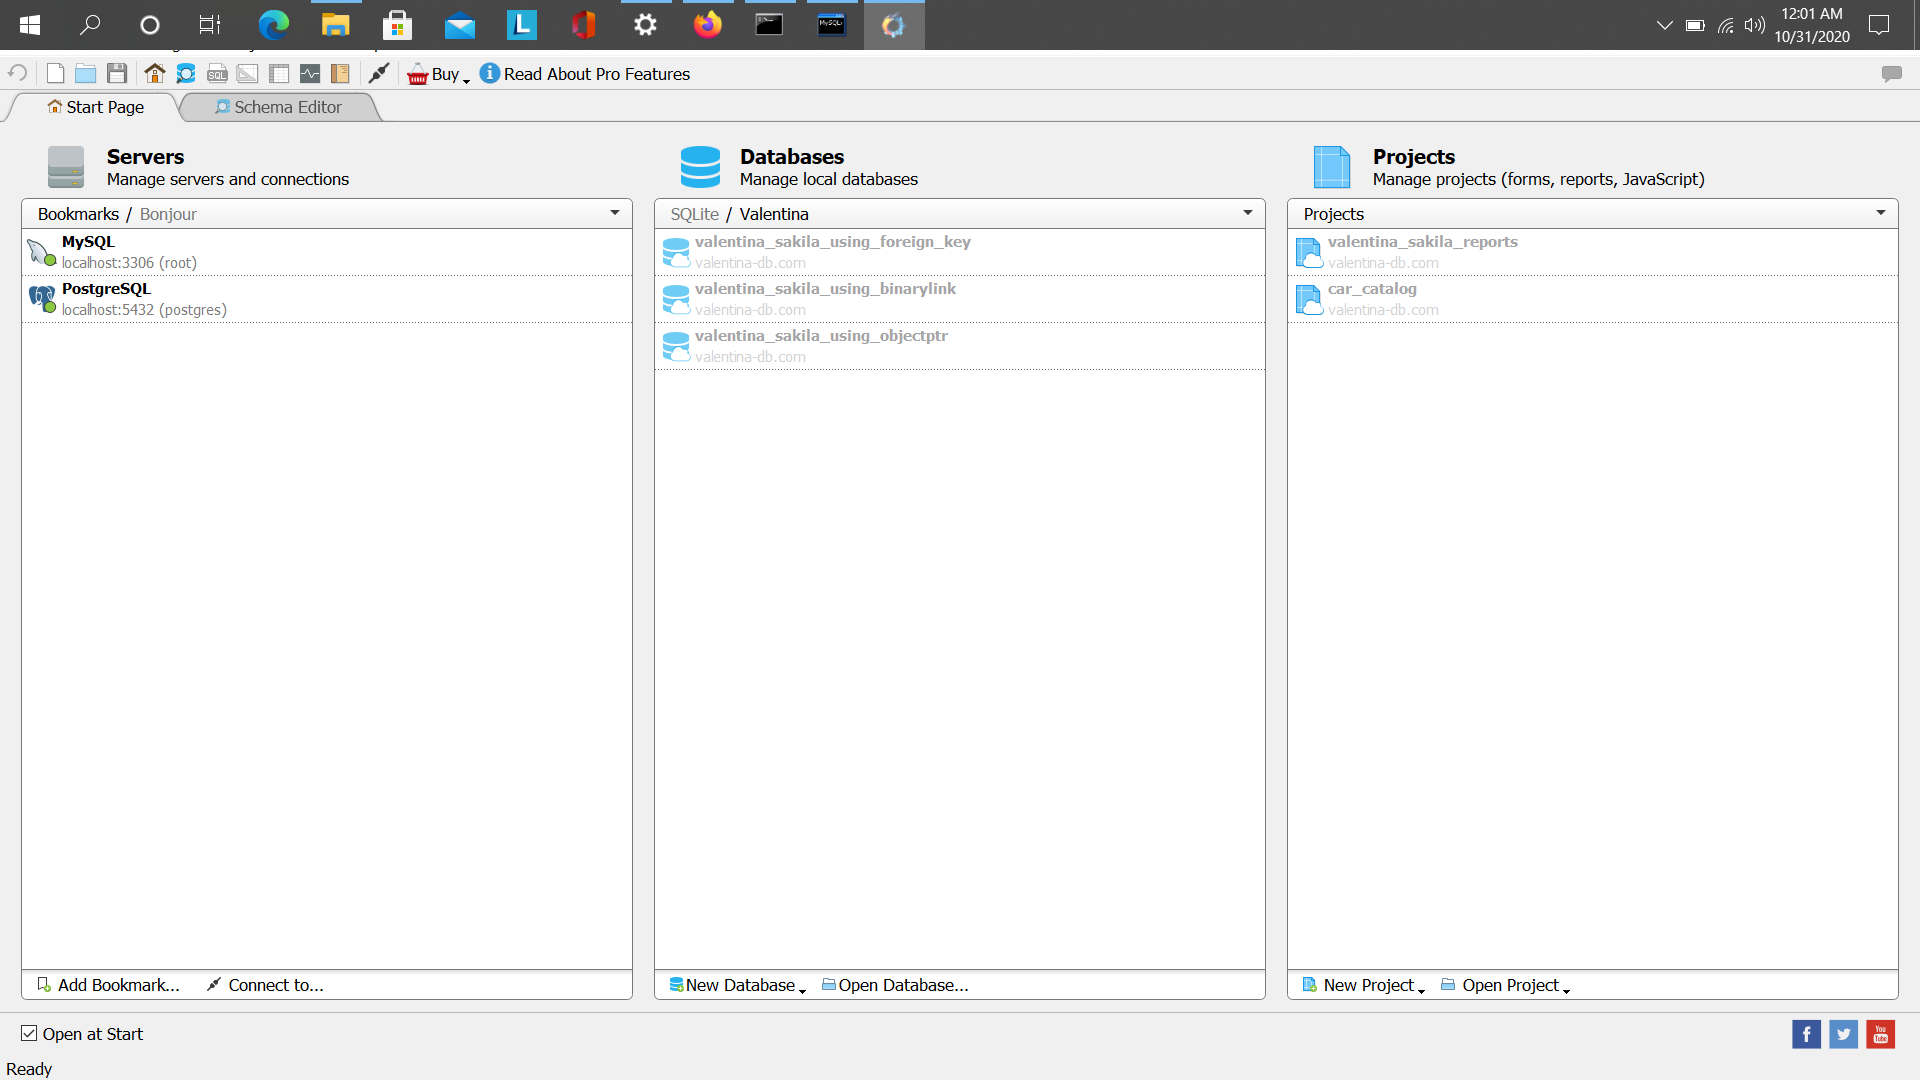 12:01 AM
10/31/2020
Buy
Read About Pro Features
Start Page
Schema Editor
Servers
Manage servers and connections
Databases
Manage local databases
Projects
Manage projects (forms, reports, JavaScript)
Bookmarks / Bonjour
MySQL
localhost:3306 (root)
PostgreSQL
localhost:5432 (postgres)
SQLite / Valentina
valentina_sakila_using_foreign_key
valentina-db.com
valentina_sakila_using_binarylink
valentina-db.com
valentina_sakila_using_objectptr
valentina-db.com
Projects
valentina_sakila_reports
valentina-db.com
car_catalog
valentina-db.com
Add Bookmark...
Connect to...
New Database
Open Database...
New Project
Open Project
Open at Start
Ready